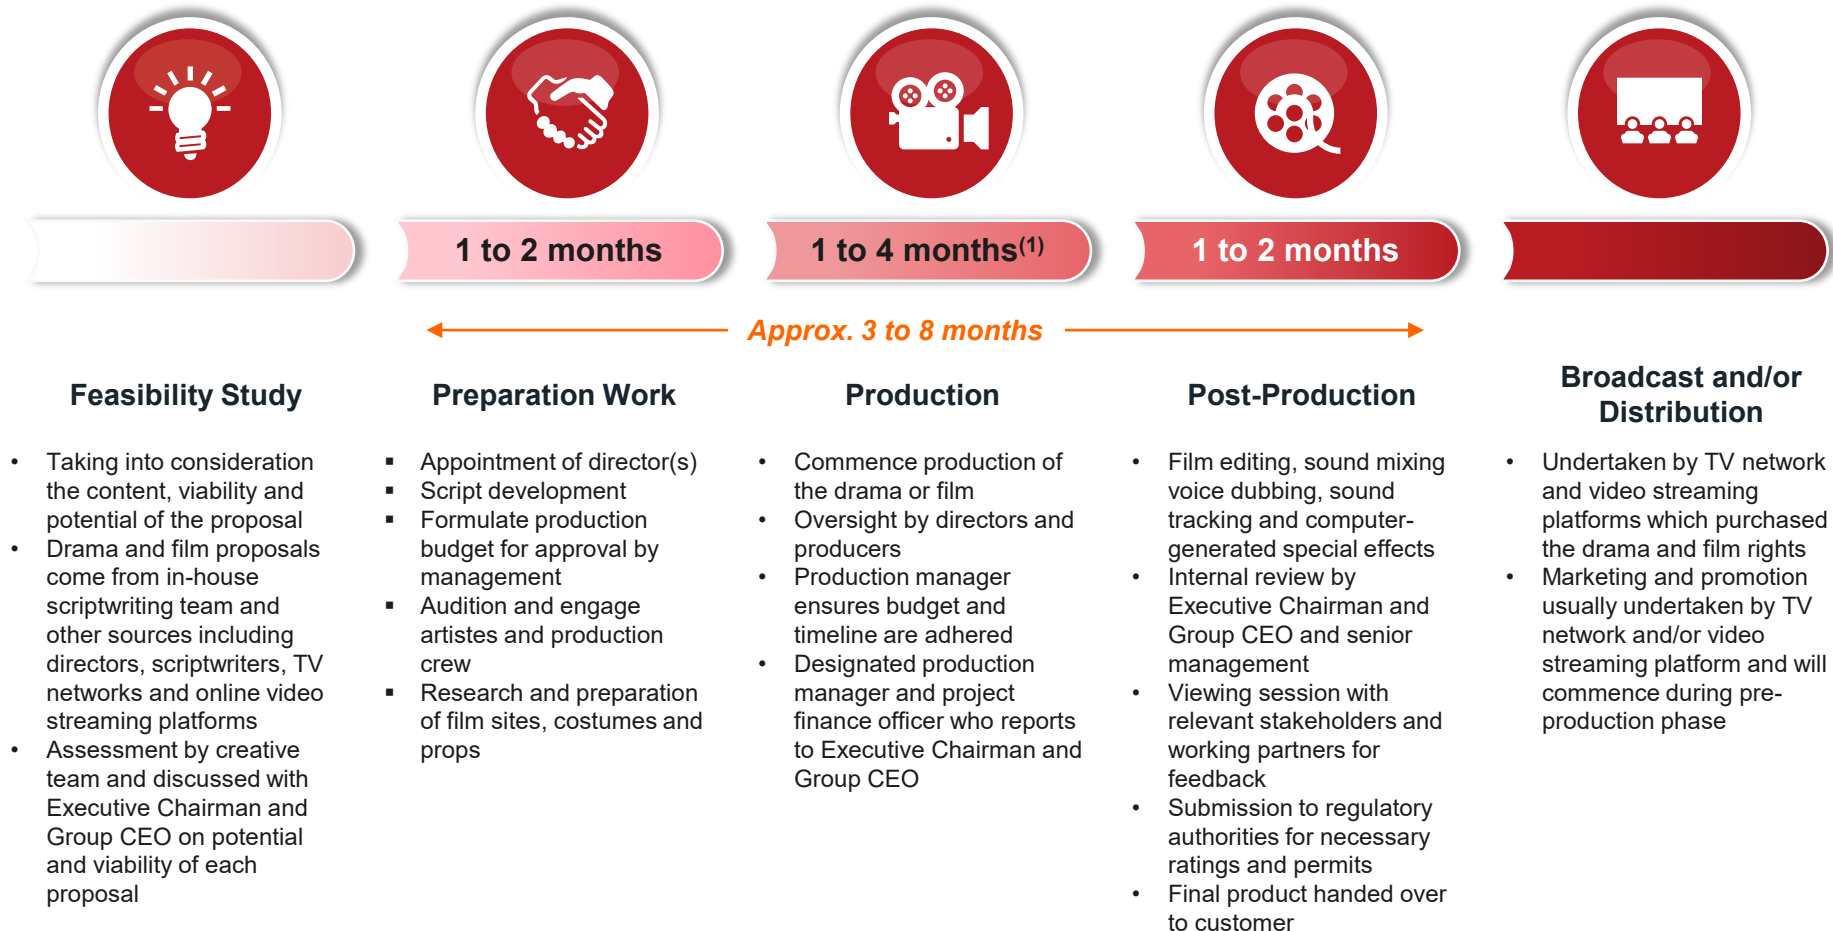 1 to 2 months
1 to 4 months(1)
1 to 2 months
Approx. 3 to 8 months
Feasibility Study
• Taking into consideration
the content, viability and
potential of the proposal
• Drama and film proposals
come from in-house
scriptwriting team and
other sources including
directors, scriptwriters, TV
networks and online video
streaming platforms
• Assessment by creative
team and discussed with
Executive Chairman and
Group CEO on potential
and viability of each
proposal
Preparation Work
▪ Appointment of director(s)
▪ Script development
▪ Formulate production
budget for approval by
management
▪ Audition and engage
artistes and production
crew
▪ Research and preparation
of film sites, costumes and
props
Production
• Commence production of
the drama or film
• Oversight by directors and
producers
• Production manager
ensures budget and
timeline are adhered
• Designated production
manager and project
finance officer who reports
to Executive Chairman and
Group CEO
Post-Production
• Film editing, sound mixing
voice dubbing, sound
tracking and computer-
generated special effects
• Internal review by
Executive Chairman and
Group CEO and senior
management
• Viewing session with
relevant stakeholders and
working partners for
feedback
• Submission to regulatory
authorities for necessary
ratings and permits
• Final product handed over
to customer
Broadcast and/or
Distribution
• Undertaken by TV network
and video streaming
platforms which purchased
the drama and film rights
• Marketing and promotion
usually undertaken by TV
network and/or video
streaming platform and will
commence during pre-
production phase